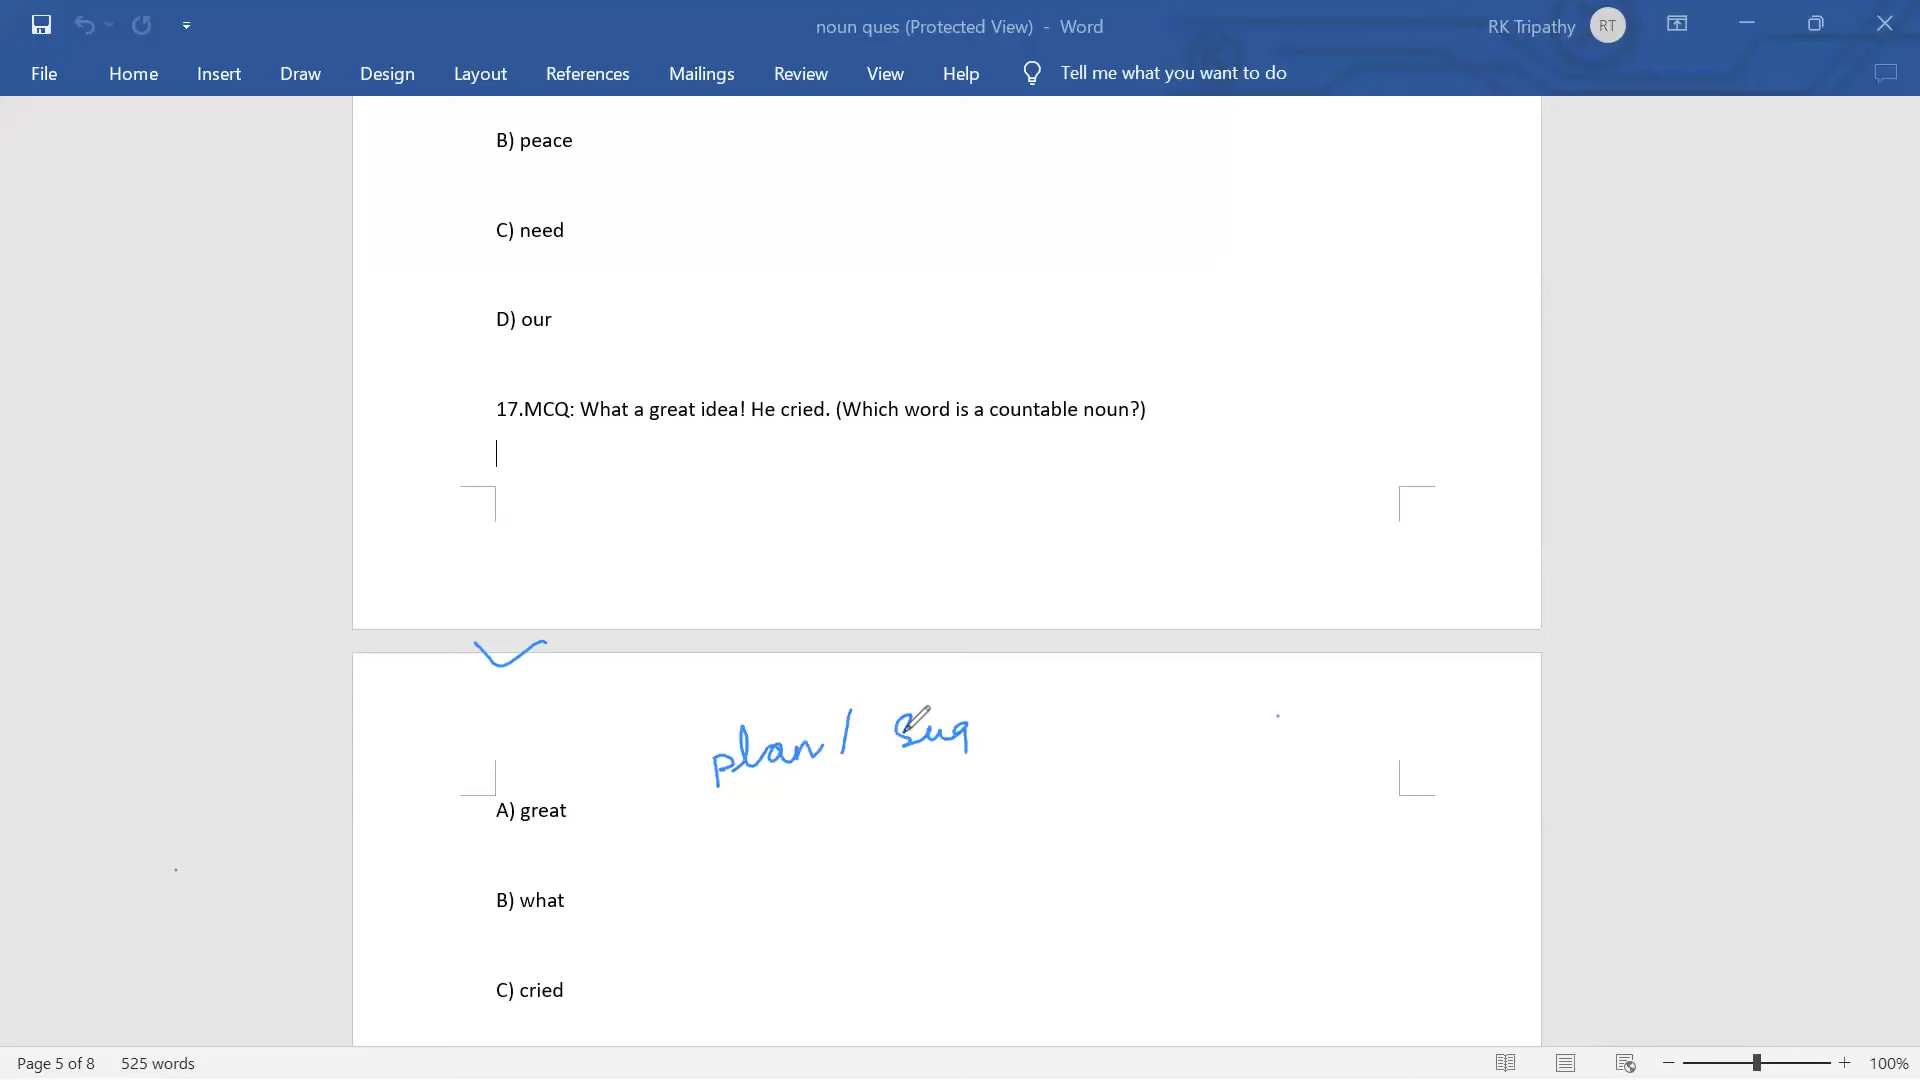 noun ques (Protected View) - Word
RK Tripathy RT
File Home Insert Draw Design Layout References Mailings Review View Help Tell me what you want to do
B) peace
C) need
D) our
17.MCQ: What a great idea! He cried. (Which word is a countable noun?)
plan / sug
A) great
B) what
C) cried
Page 5 of 8 525 words 100%